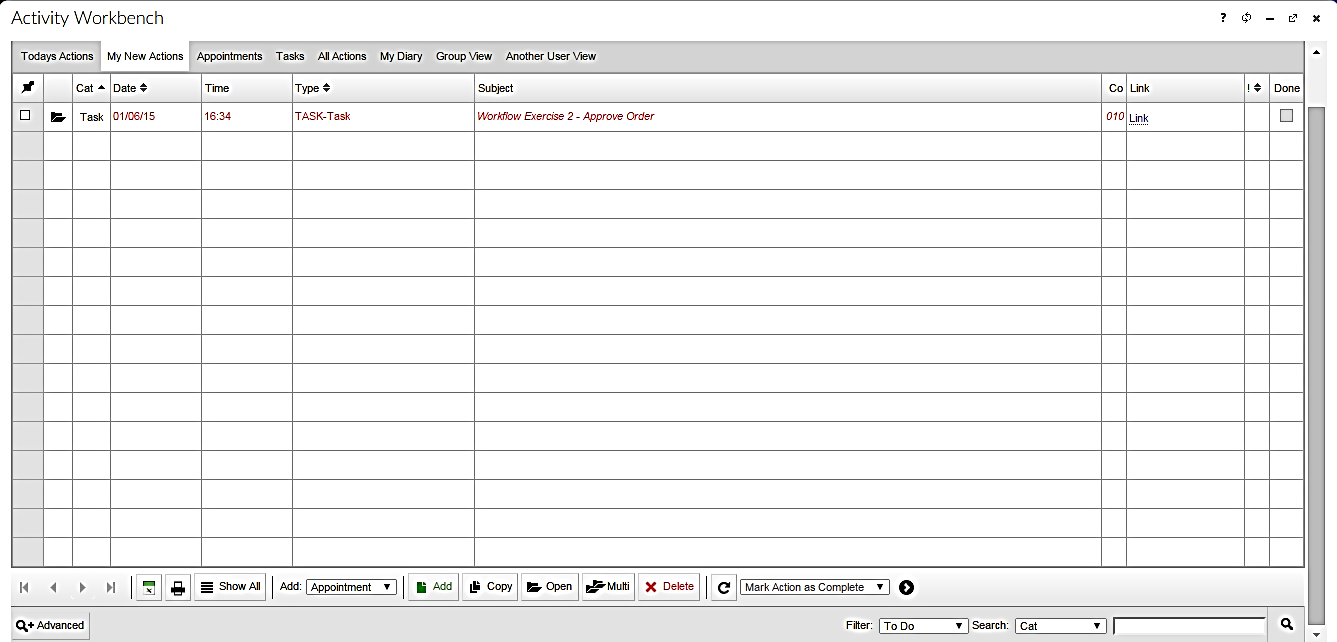 Activity Workbench ?
Todays Actions My New Actions Appointments Tasks All Actions My Diary Group View Another User View
Cat Date Time Type Subject Co Link ! Done
Task 01/06/15 16:34 TASK-Task Workflow Exercise 2 - Approve Order 010 Link
Show All Add: Appointment Add Copy Open Multi Delete Mark Action as Complete
Advanced Filter: To Do Search: Cat